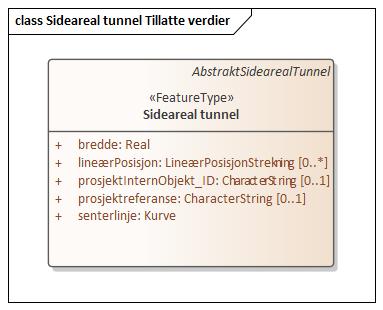 class Sideareal tunnel Tillatte verdier
AbstraktSidearealTunnel
«FeatureType»
Sideareal tunnel
+ bredde: Real
+ lineærPosisjon: LineærPosisjonStrekning [0..*]
+ prosjektInternObjekt_ID: CharacterString [0..1]
+ prosjektreferanse: CharacterString [0..1]
+ senterlinje: Kurve